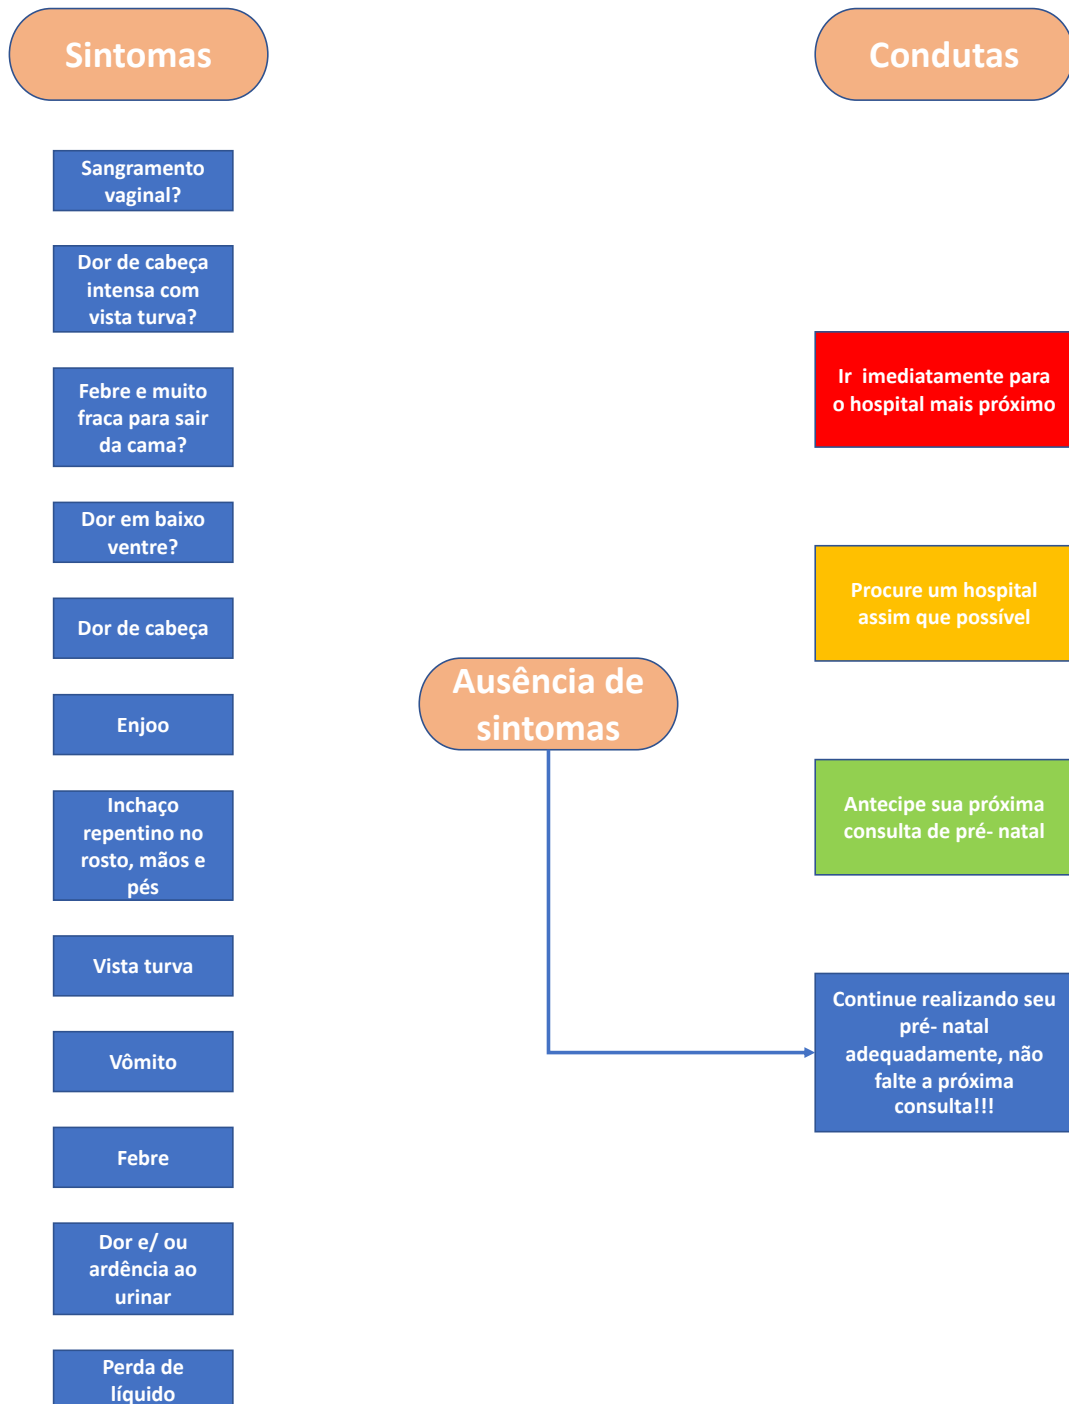 Sintomas
Condutas
Sangramento
vaginal?
Dor de cabeça
intensa com
vista turva?
Febre e muito
fraca para sair
da cama?
Dor em baixo
ventre?
Dor de cabeça
Enjoo
Inchaço
repentino no
rosto, mãos e
pés
Vista turva
Vômito
Febre
Dor e/ ou
ardência ao
urinar
Perda de
líquido
Ausência de
sintomas
Ir imediatamente para
o hospital mais próximo
Procure um hospital
assim que possível
Antecipe sua próxima
consulta de pré- natal
Continue realizando seu
pré- natal
adequadamente, não
falte a próxima
consulta!!!